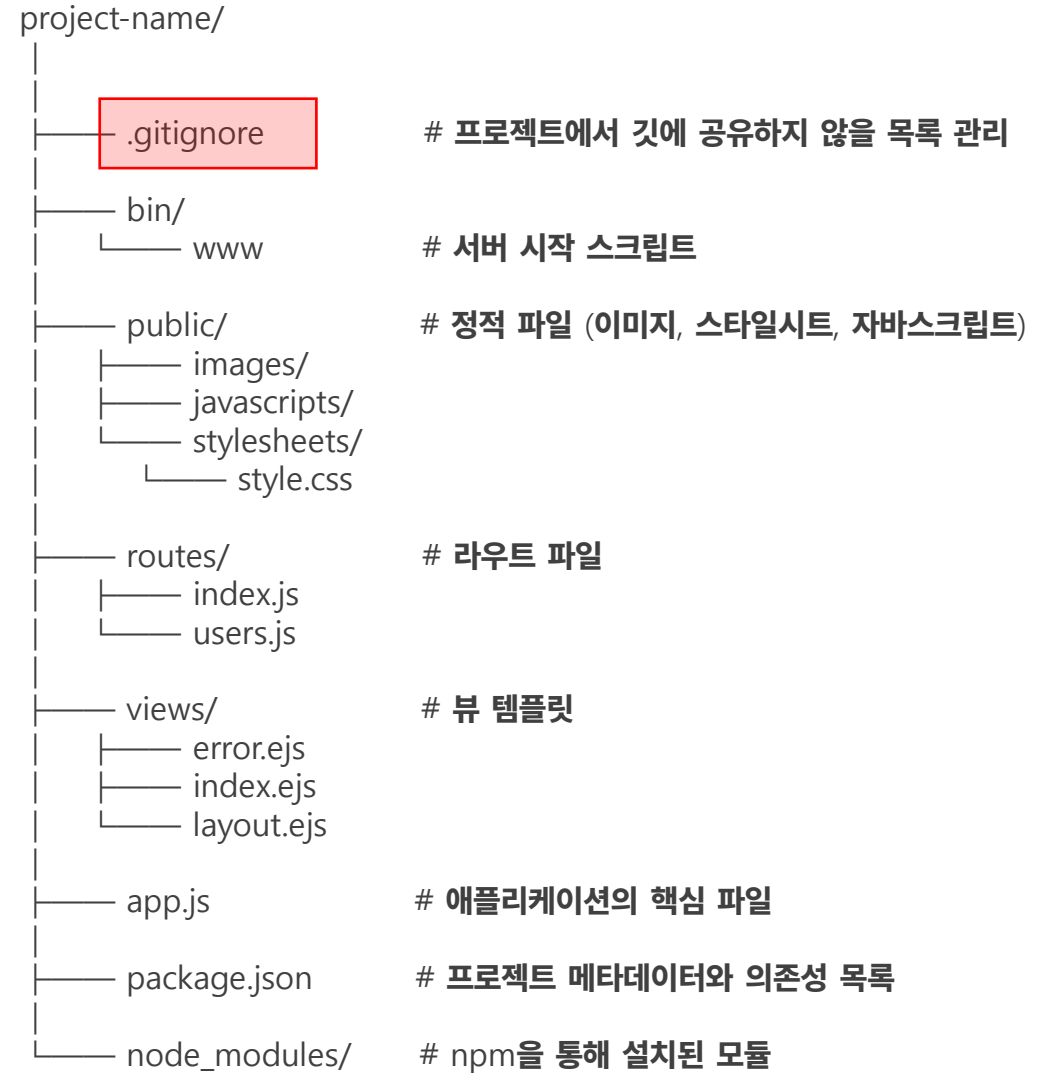 project-name/
.gitignore # 프로젝트에서 깃에 공유하지 않을 목록 관리
bin/
www # 서버 시작 스크립트
public/ # 정적 파일 (이미지, 스타일시트, 자바스크립트)
images/
javascripts/
stylesheets/
style.css
routes/ # 라우트 파일
index.js
users.js
views/ # 뷰 템플릿
error.ejs
index.ejs
layout.ejs
app.js # 애플리케이션의 핵심 파일
package.json # 프로젝트 메타데이터와 의존성 목록
node_modules/ # npm을 통해 설치된 모듈